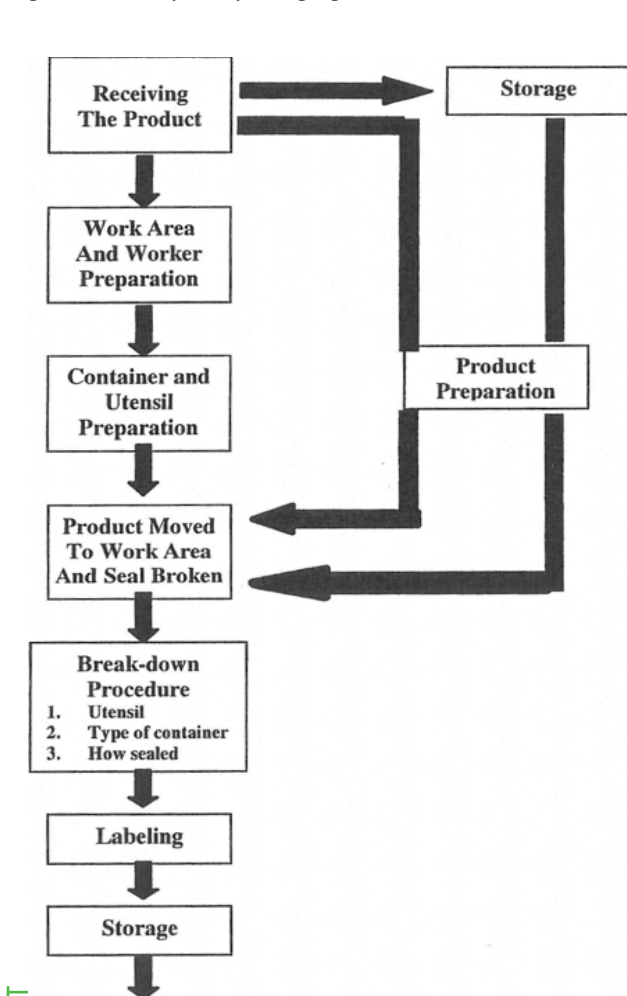 Receiving
The Product
Storage
Work Area
And Worker
Preparation
Container and
Utensil
Preparation
Product
Preparation
Product Moved
To Work Area
And Seal Broken
Break-down
Procedure
1. Utensil
2. Type of container
3. How sealed
Labeling
Storage